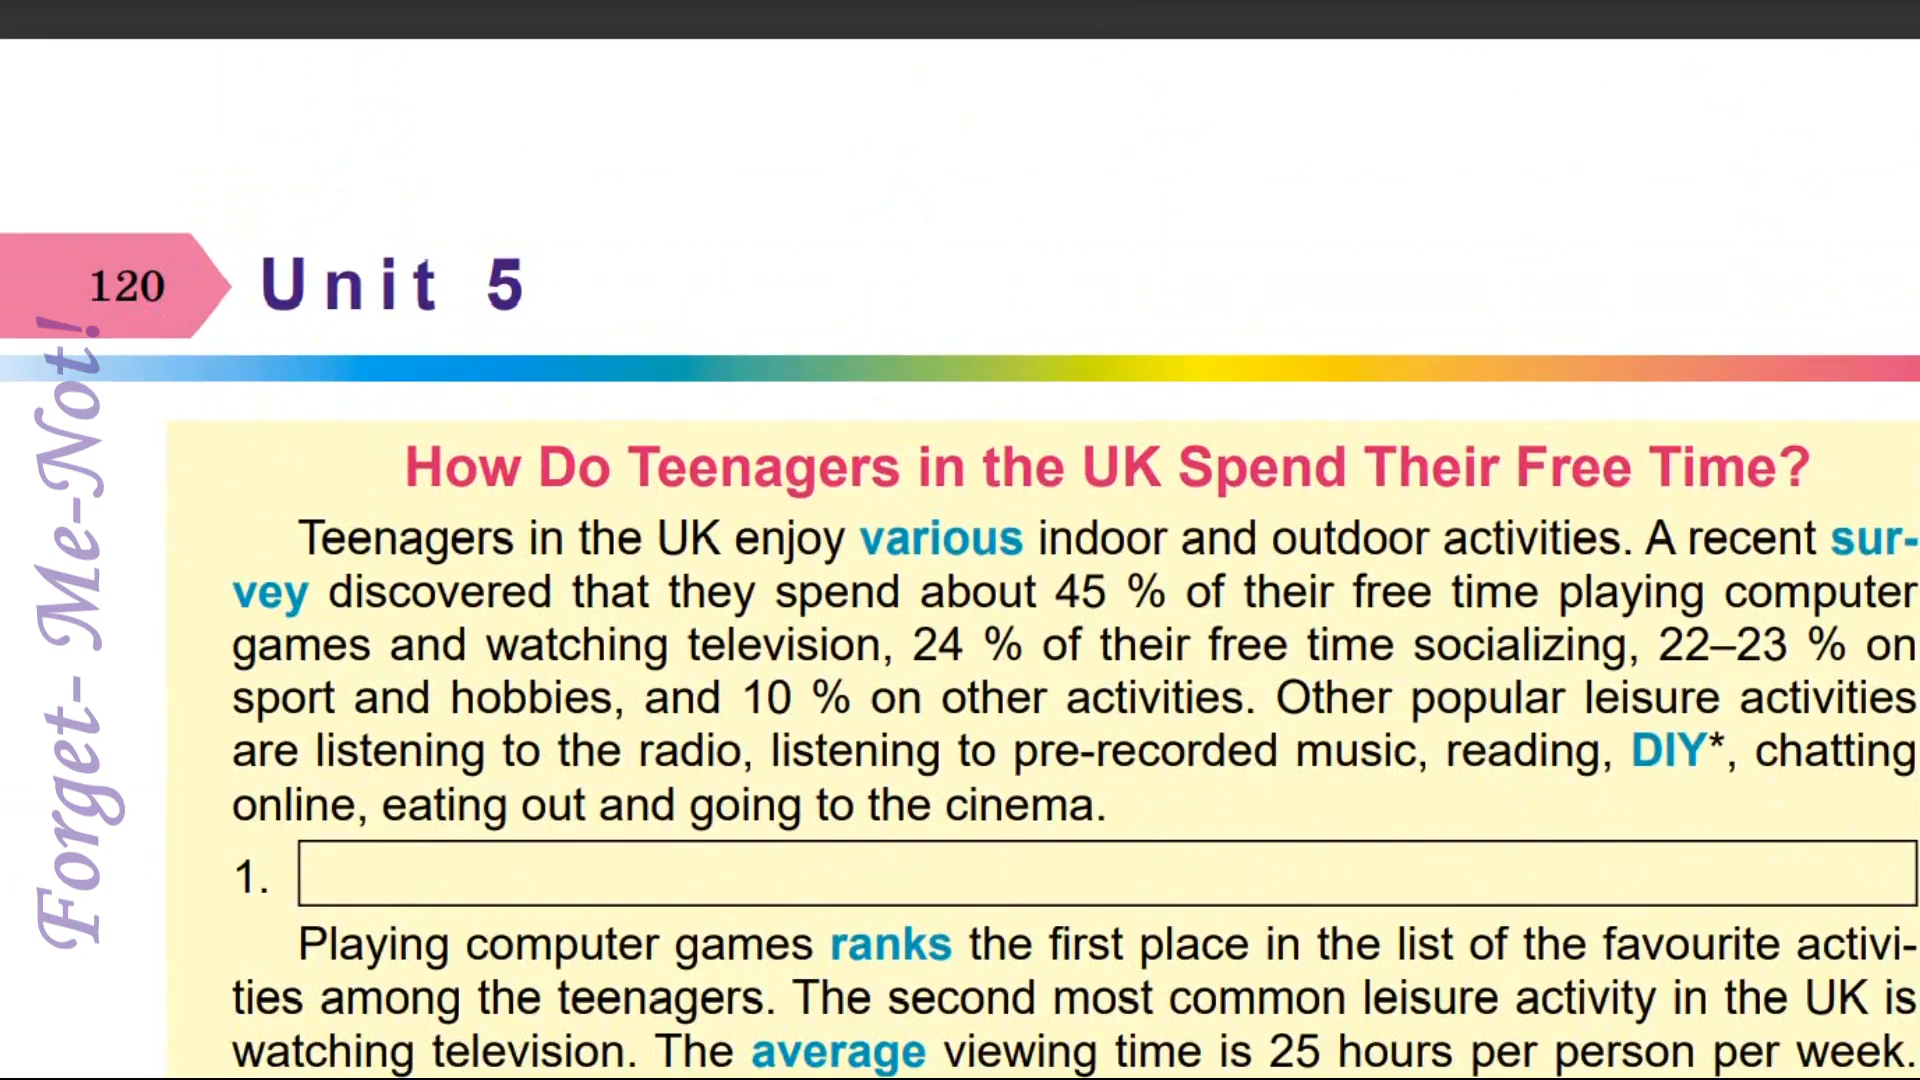 120
Unit 5
Forget- Me-Not!
How Do Teenagers in the UK Spend Their Free Time?
Teenagers in the UK enjoy various indoor and outdoor activities. A recent sur-
vey discovered that they spend about 45 % of their free time playing computer
games and watching television, 24 % of their free time socializing, 22–23 % on
sport and hobbies, and 10 % on other activities. Other popular leisure activities
are listening to the radio, listening to pre-recorded music, reading, DIY*, chatting
online, eating out and going to the cinema.
1.
Playing computer games ranks the first place in the list of the favourite activi-
ties among the teenagers. The second most common leisure activity in the UK is
watching television. The average viewing time is 25 hours per person per week.